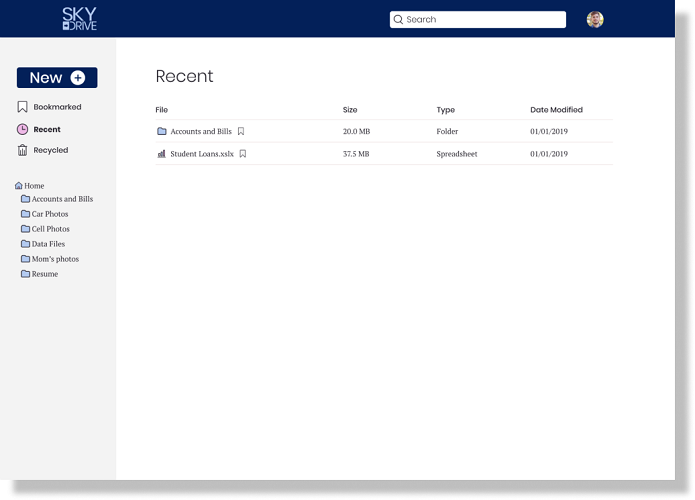 SKY
DRIVE
Search
New
Bookmarked
Recent
Recycled
Home
Accounts and Bills
Car Photos
Cell Photos
Data Files
Mom's photos
Resume
Recent
File Size Type Date Modified
Accounts and Bills 20.0 MB Folder 01/01/2019
Student Loans.xslx 37.5 MB Spreadsheet 01/01/2019